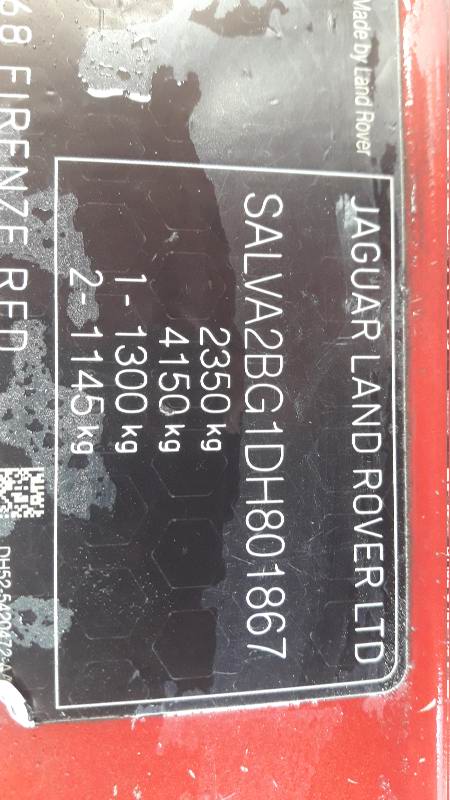 Made by Land Rover
JAGUAR LAND ROVER LTD
SALVA2BG1DH801867
2350 kg
4150 kg
1 - 1300 kg
2 - 1145 kg
68 FIRENZE RED